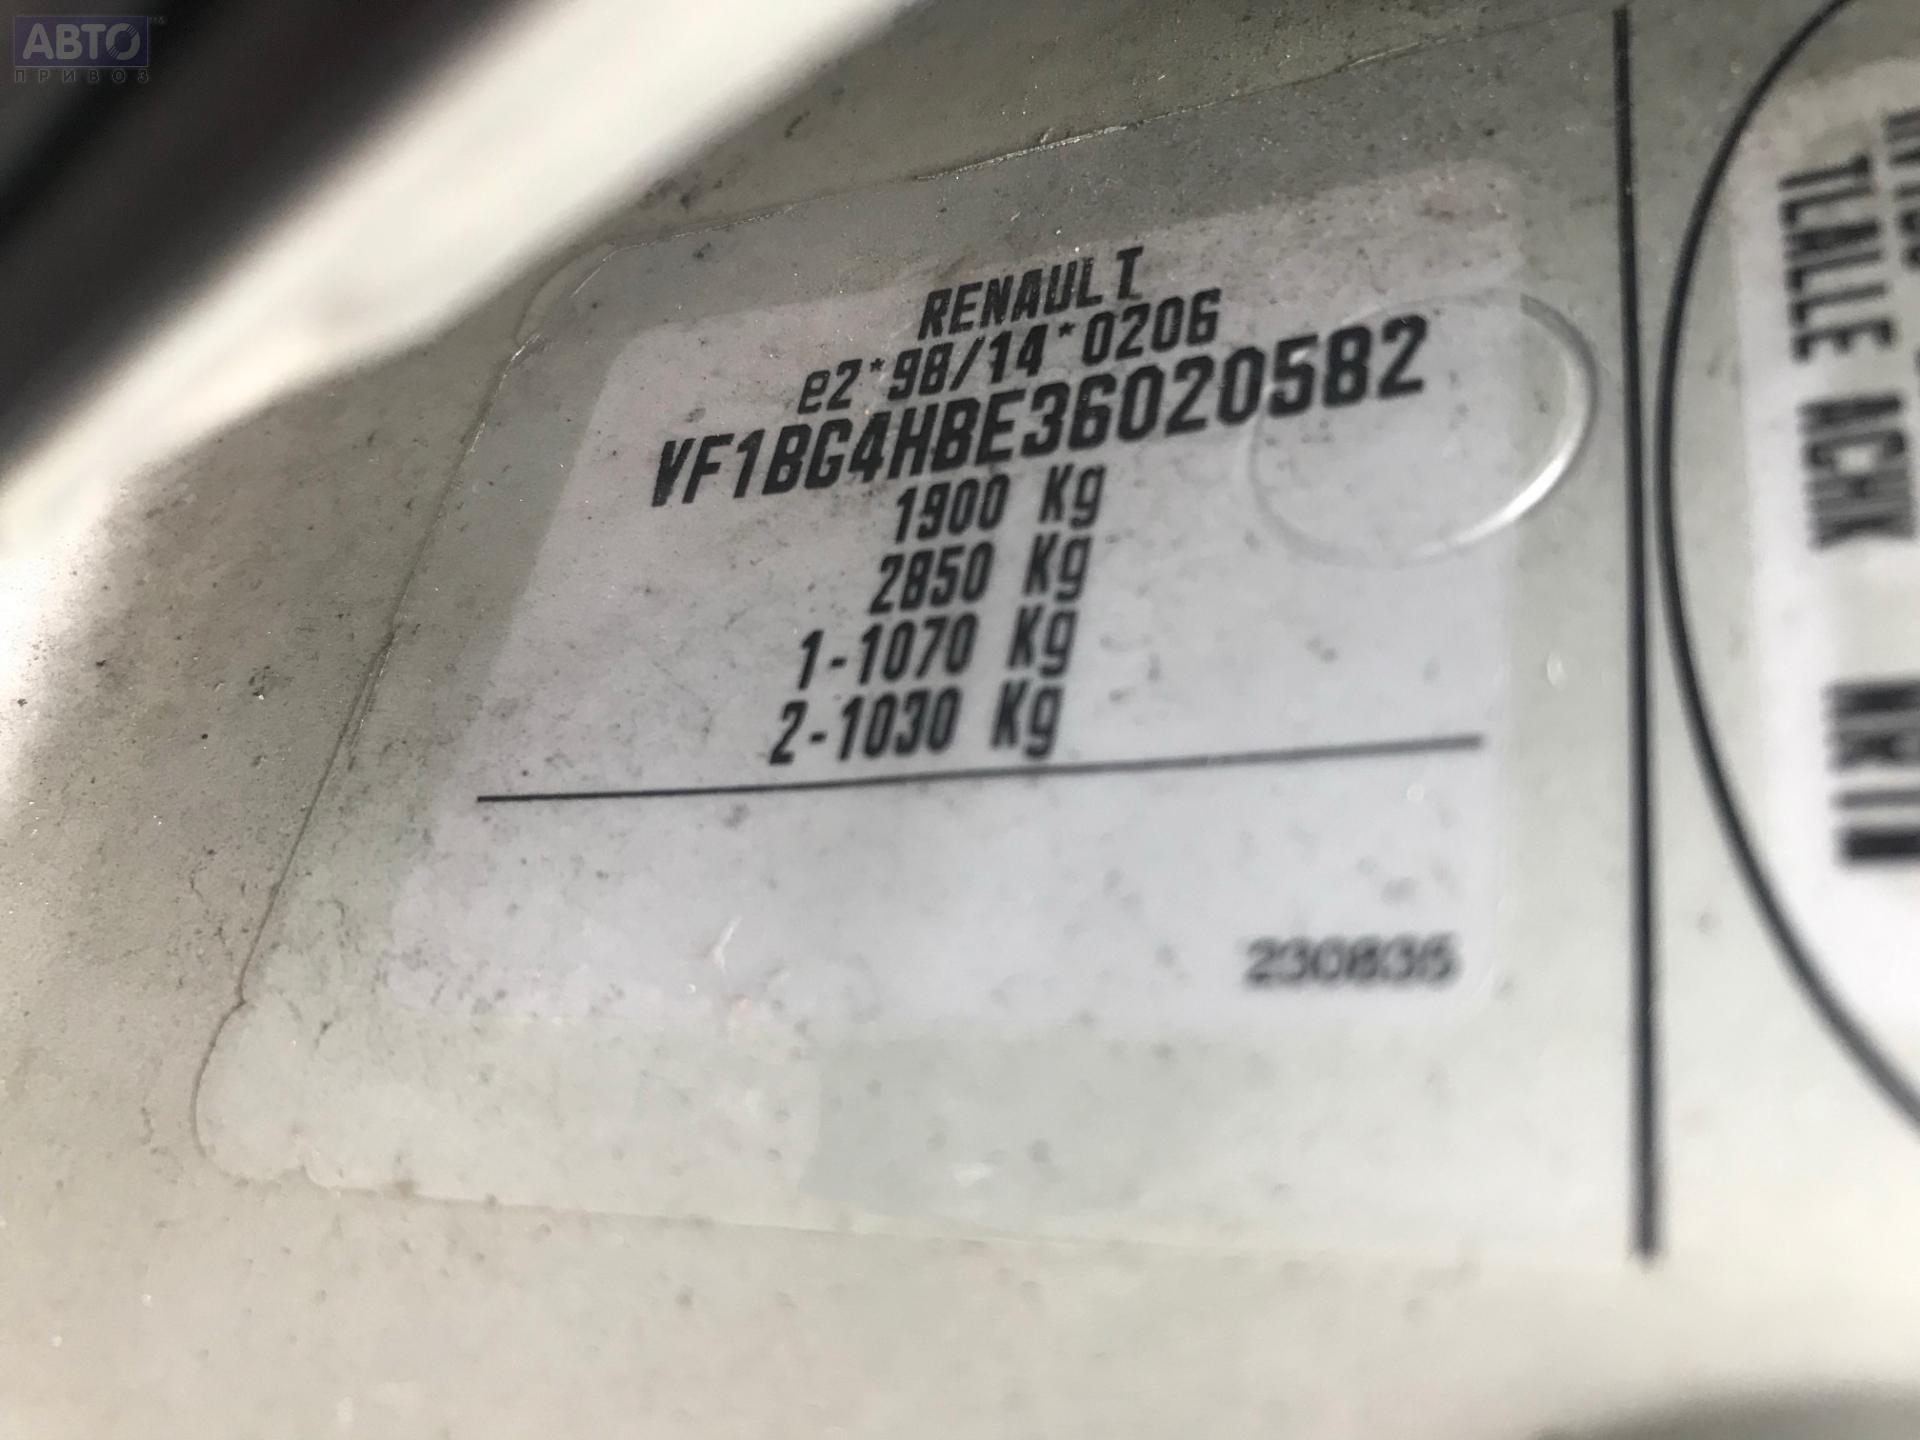 АВТО™
ПРИВОЗ
RENAULT
e2*98/14*0206
VF1BG4HBE36020582
1900 Kg
2850 Kg
1-1070 Kg
2-1030 Kg
230835
TLALLE ACHK